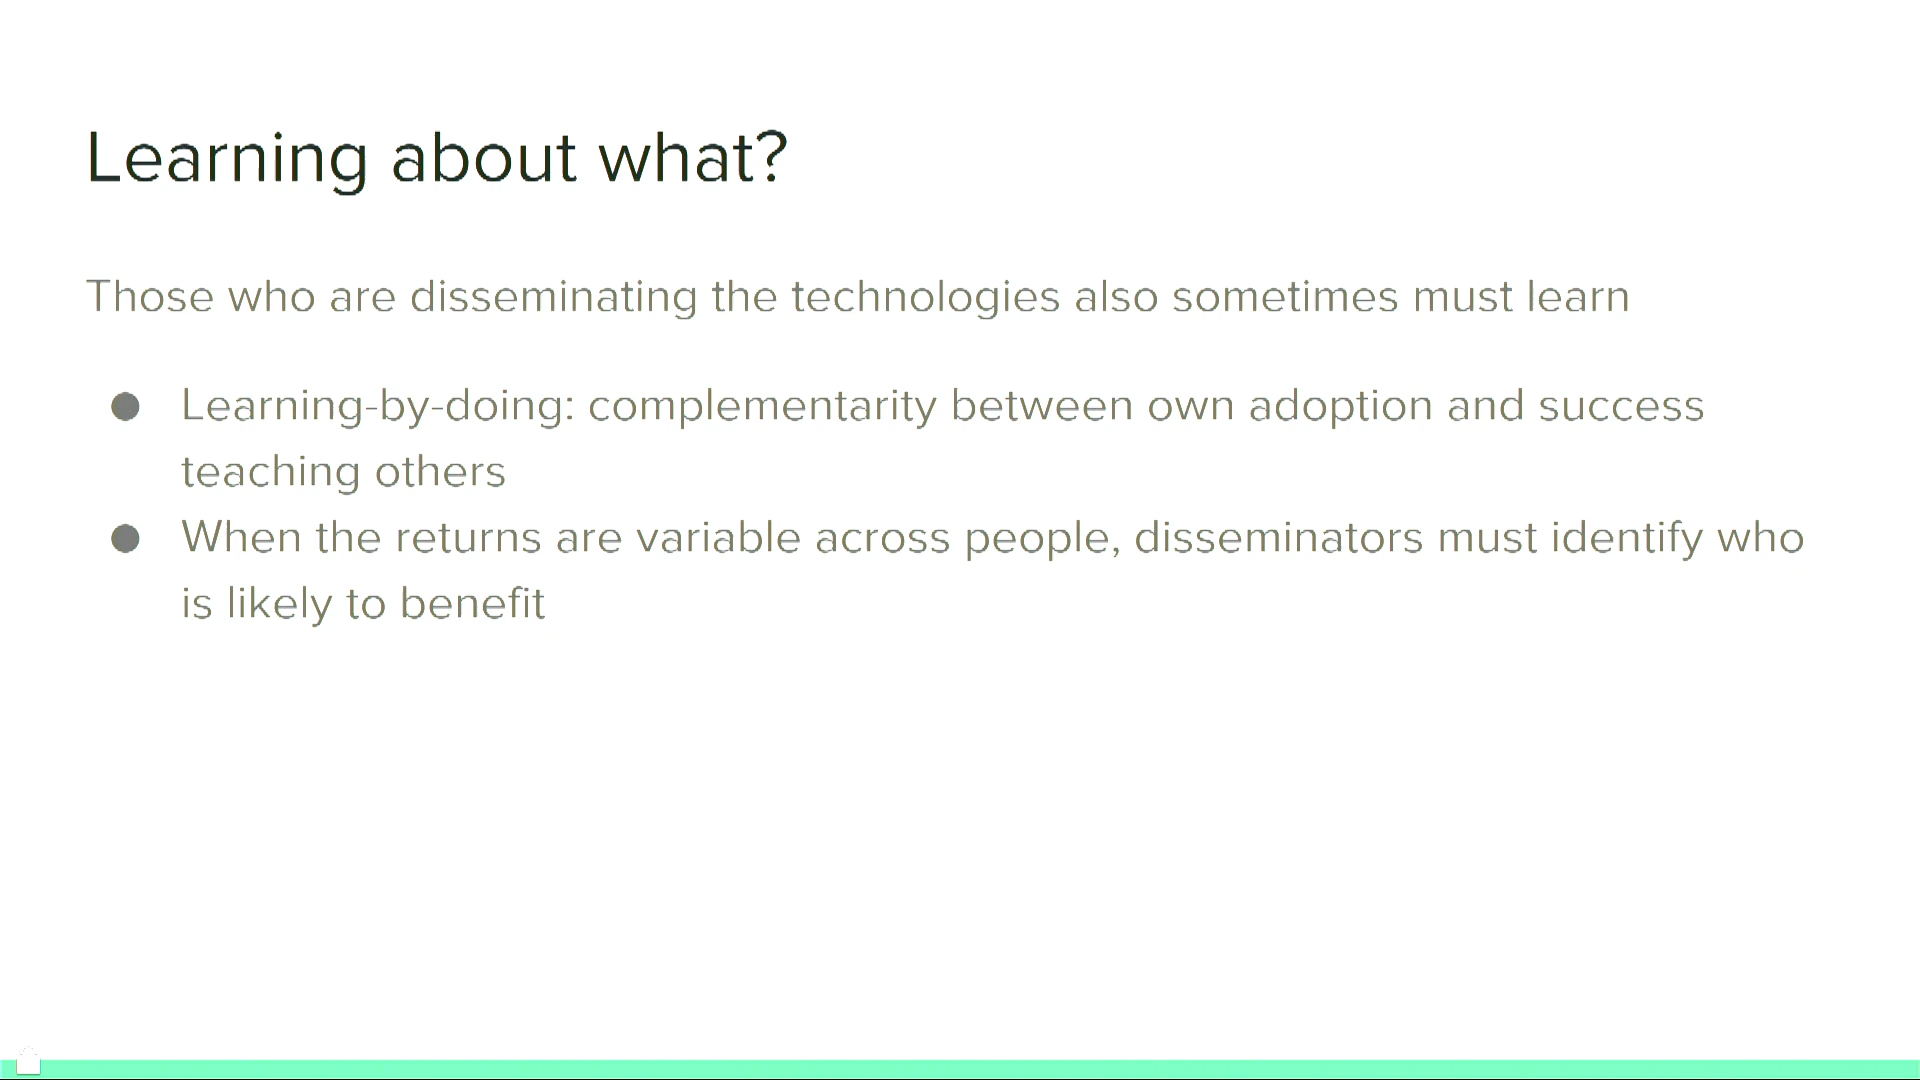 Learning about what?
Those who are disseminating the technologies also sometimes must learn
● Learning-by-doing: complementarity between own adoption and success
teaching others
● When the returns are variable across people, disseminators must identify who
is likely to benefit